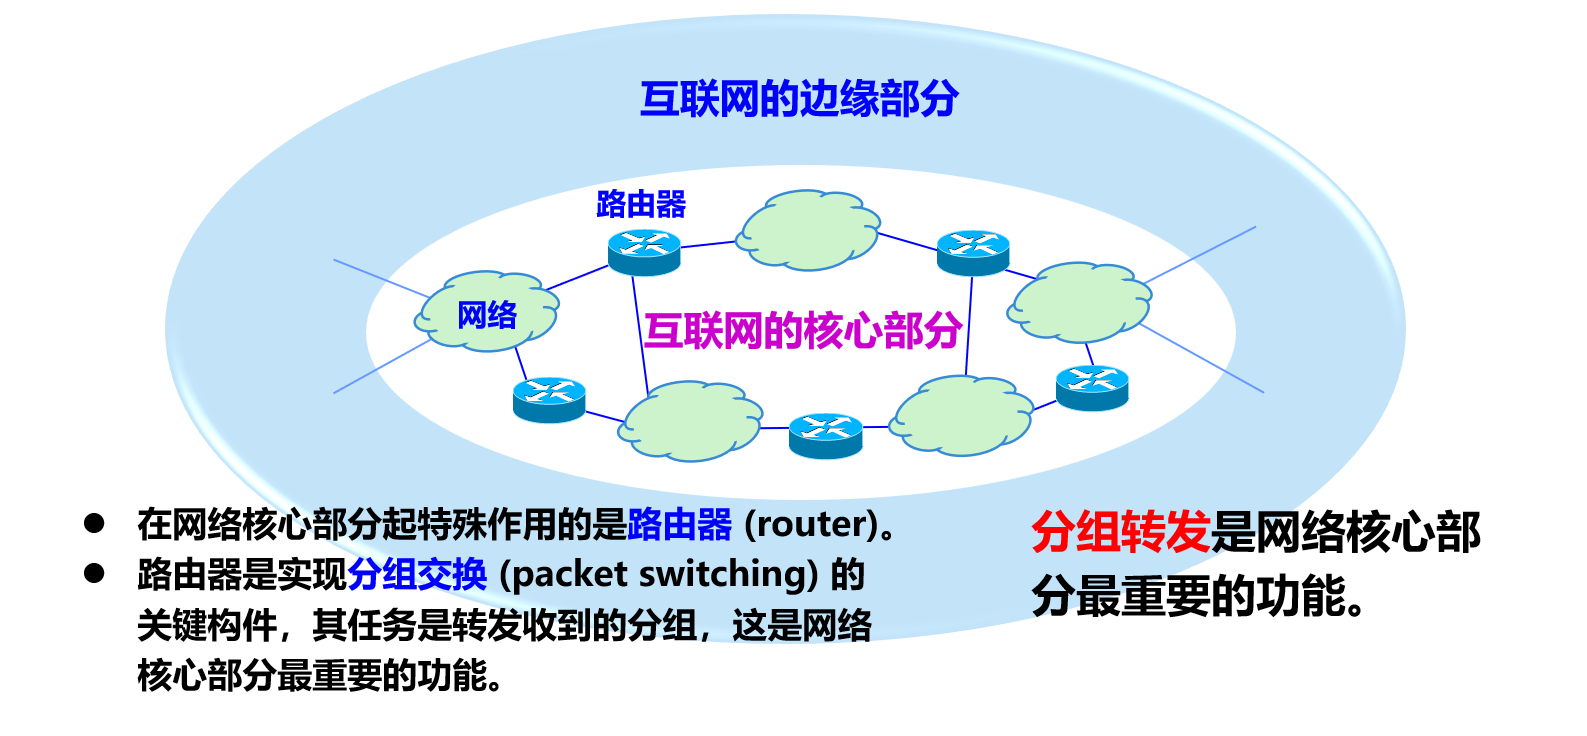 互联网的边缘部分
路由器
网络
互联网的核心部分
● 在网络核心部分起特殊作用的是路由器 (router)。
● 路由器是实现分组交换 (packet switching) 的
关键构件，其任务是转发收到的分组，这是网络
核心部分最重要的功能。
分组转发是网络核心部
分最重要的功能。